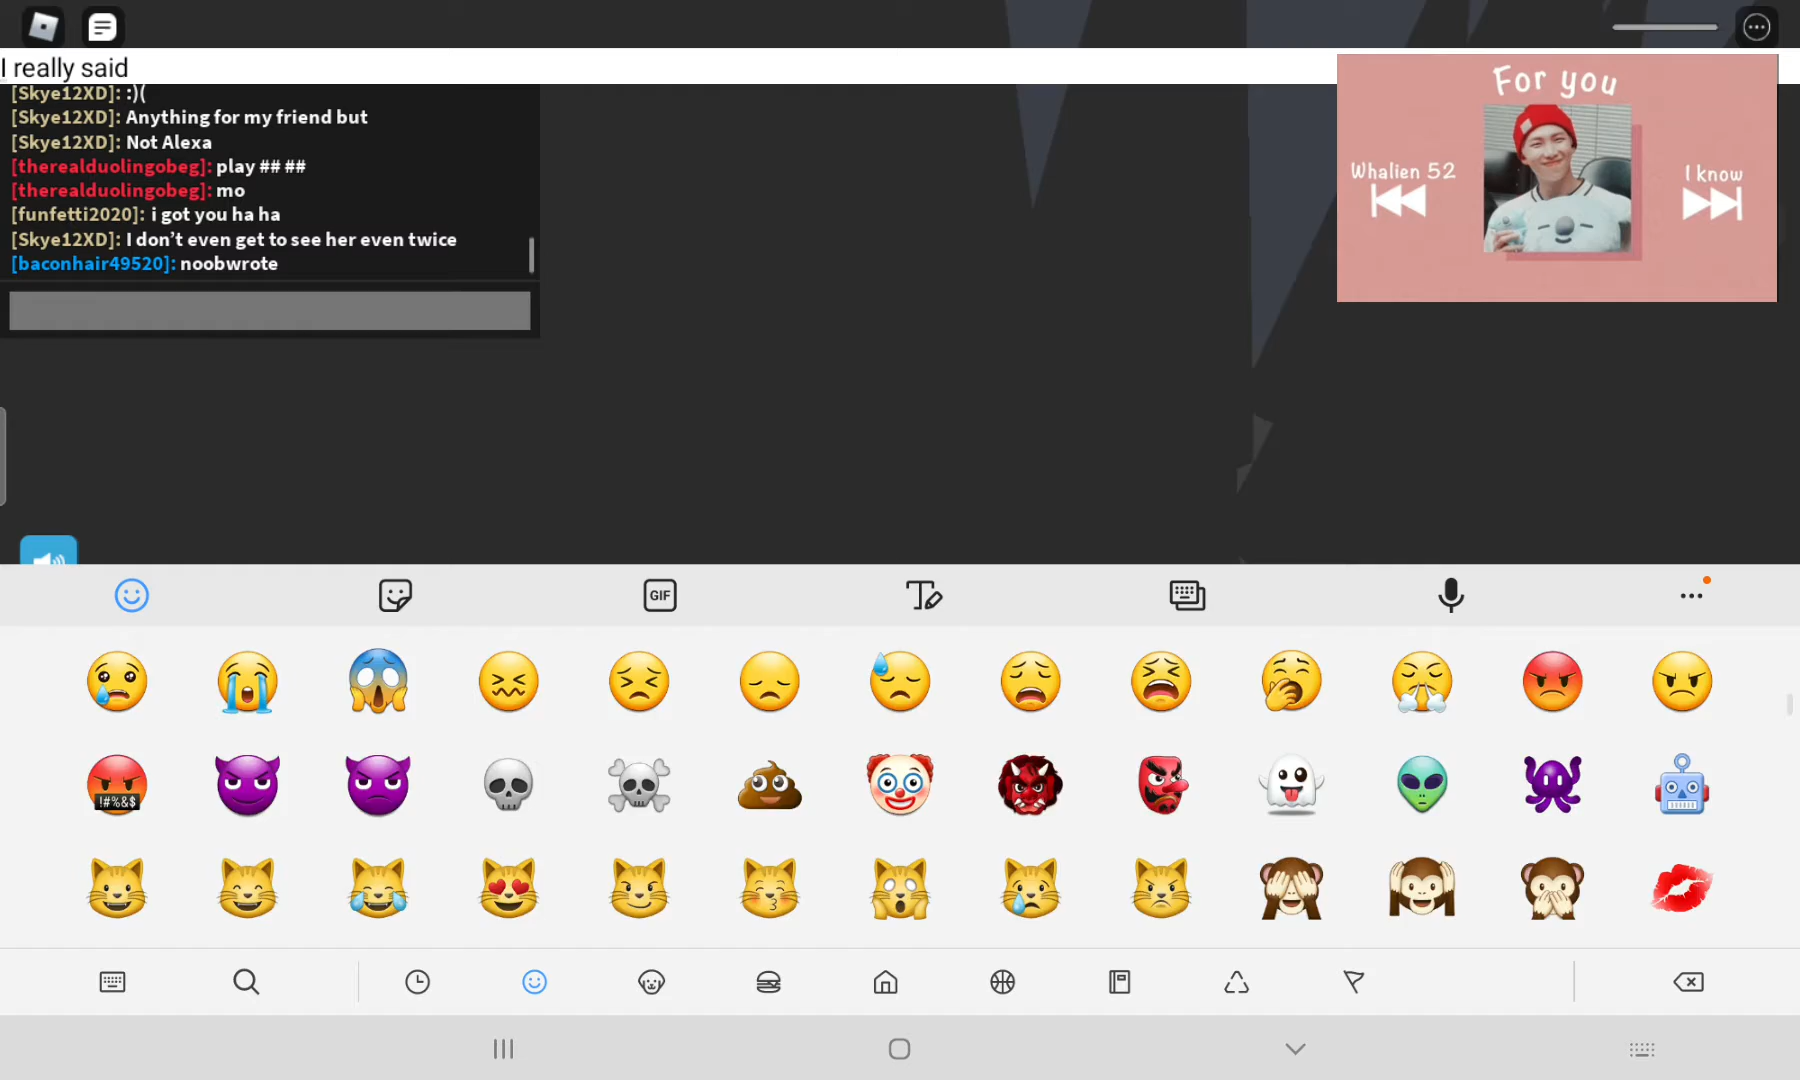 I really said
[Skye12XD]: :)(
[Skye12XD]: Anything for my friend but
[Skye12XD]: Not Alexa
[therealduolingobeg]: play ## ##
[therealduolingobeg]: mo
[funfetti2020]: i got you ha ha
[Skye12XD]: I don’t even get to see her even twice
[baconhair49520]: noobwrote
For you
Whalien 52
I know
GIF
!#%&$